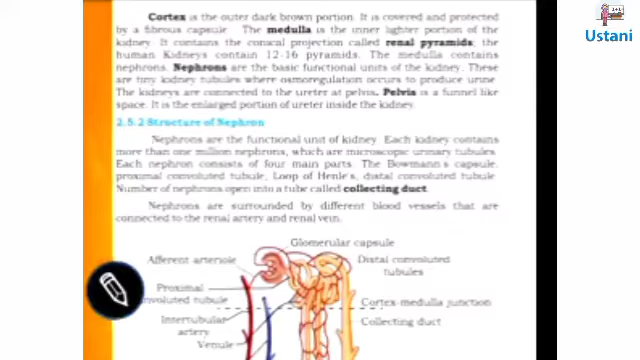 Ustani
Cortex is the outer dark brown portion. It is covered and protected
by a fibrous capsule. The medulla is the inner lighter portion of the
kidney. It contains the conical projection called renal pyramids, the
human Kidneys contain 12-16 pyramids. The medulla contains
nephrons. Nephrons are the basic functional units of the kidney. These
are tiny kidney tubules where osmoregulation occurs to produce urine.
The kidneys are connected to the ureter at pelvis. Pelvis is a funnel like
space. It is the enlarged portion of ureter inside the kidney.
2.5.2 Structure of Nephron
Nephrons are the functional unit of kidney. Each kidney contains
more than one million nephrons, which are microscopic urinary tubules.
Each nephron consists of four main parts. The Bowmann's capsule,
proximal convoluted tubule, Loop of Henle's, distal convoluted tubule.
Number of nephrons open into a tube called collecting duct.
Nephrons are surrounded by different blood vessels that are
connected to the renal artery and renal vein.
Glomerular capsule
Afferent arteriole
Distal convoluted
tubules
Proximal
nvoluted tubule
Cortex-medulla junction
Intertubular
artery
Collecting duct
Venule